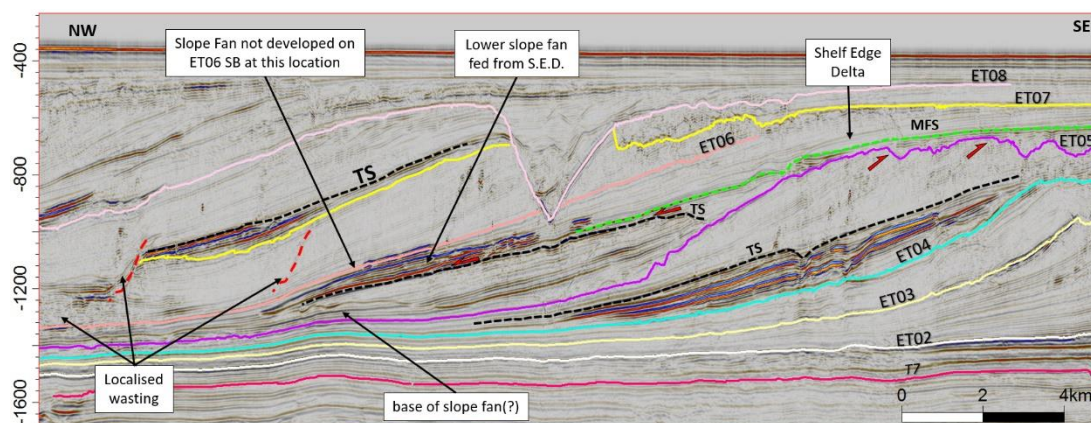 NW
SE
Slope Fan not developed on
ET06 SB at this location
Lower slope fan
fed from S.E.D.
Shelf Edge
Delta
ET08
ET07
MFS
ET06
ET05
TS
TS
TS
ET04
ET03
ET02
T7
Localised
wasting
base of slope fan(?)
0 2 4km
-400
-800
-1200
-1600